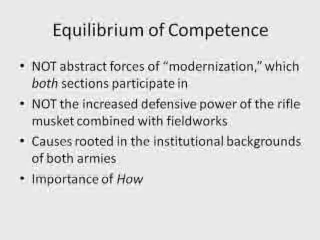 Equilibrium of Competence
• NOT abstract forces of “modernization,” which
both sections participate in
• NOT the increased defensive power of the rifle
musket combined with fieldworks
• Causes rooted in the institutional backgrounds
of both armies
• Importance of How